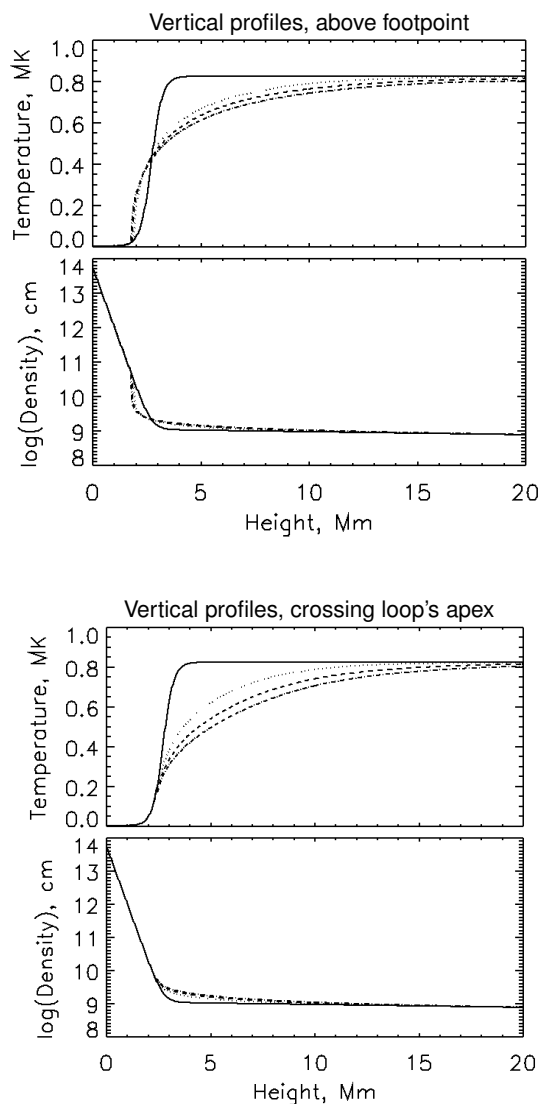 Vertical profiles, above footpoint
Temperature, MK
1.0
0.8
0.6
0.4
0.2
0.0
log(Density), cm
14
13
12
11
10
9
8
0 5 10 15 20
Height, Mm
Vertical profiles, crossing loop's apex
Temperature, MK
1.0
0.8
0.6
0.4
0.2
0.0
log(Density), cm
14
13
12
11
10
9
8
0 5 10 15 20
Height, Mm